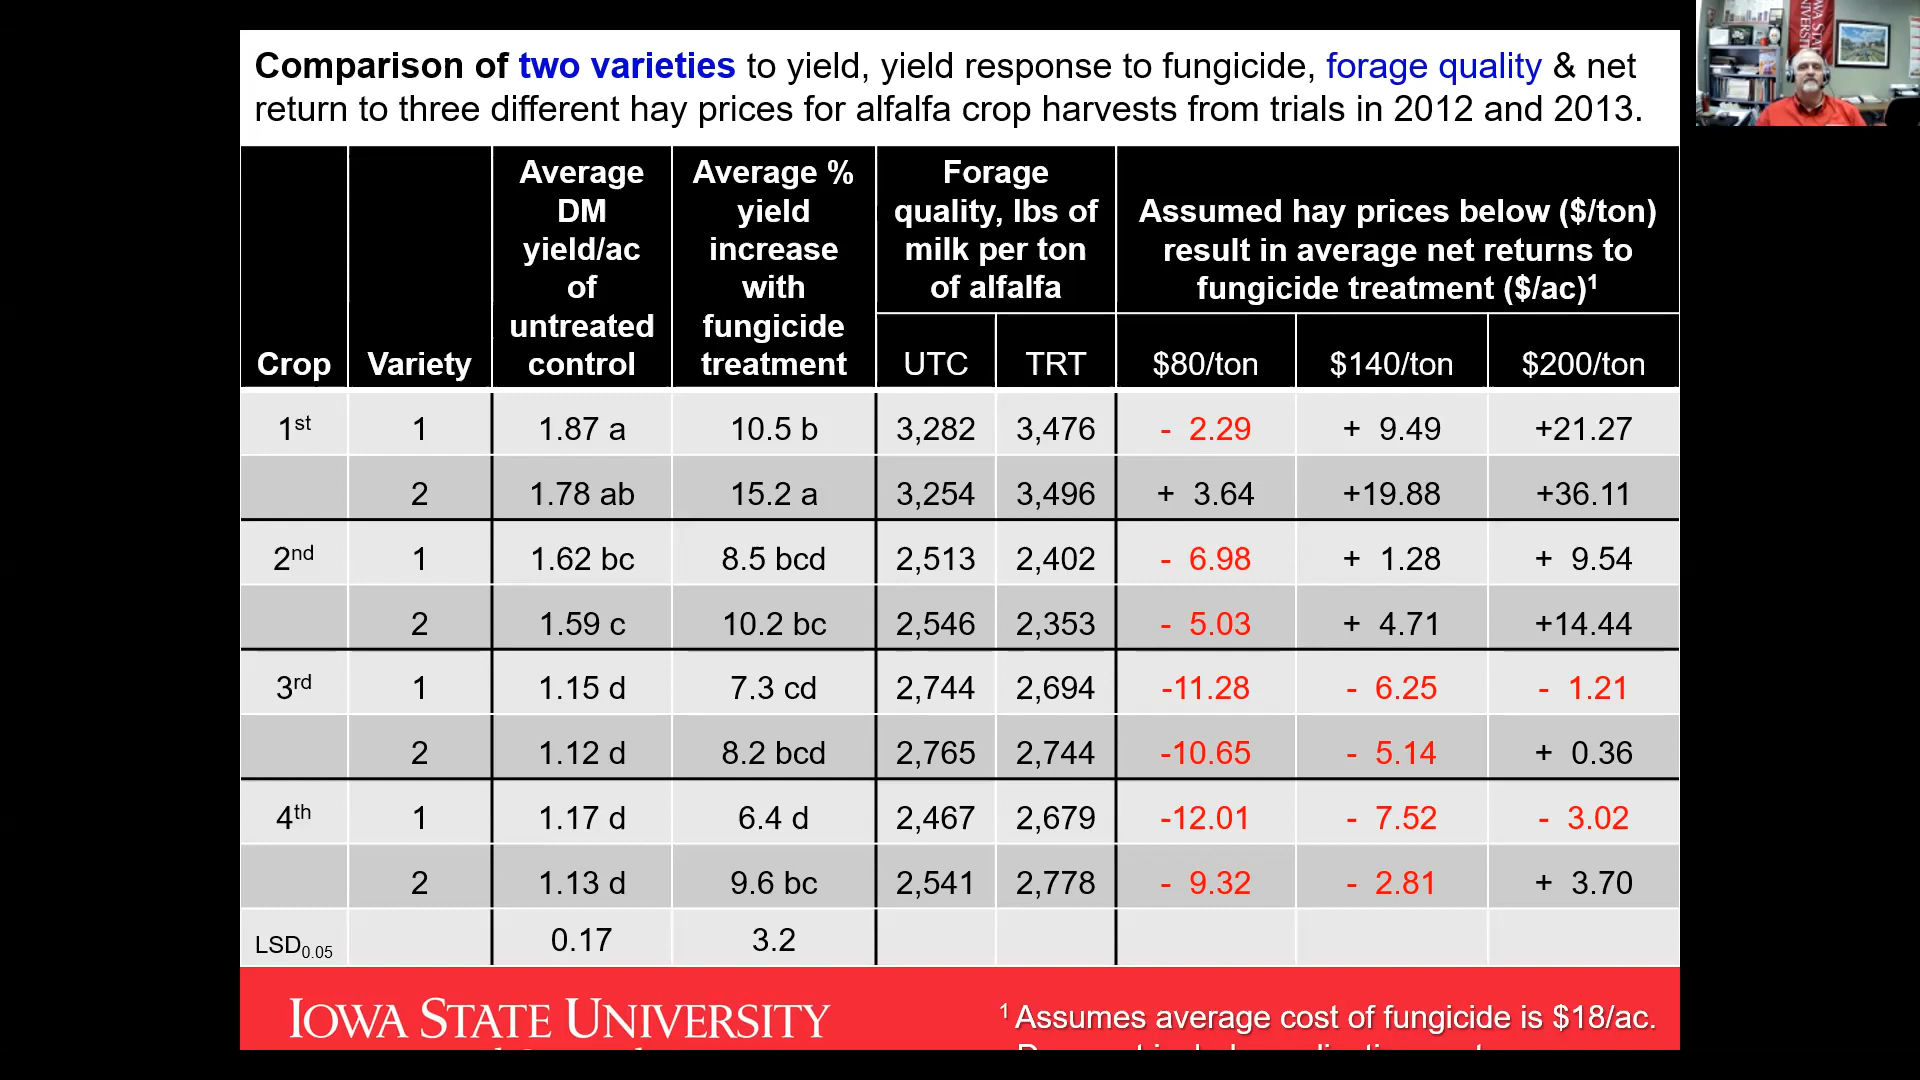 Comparison of two varieties to yield, yield response to fungicide, forage quality & net
return to three different hay prices for alfalfa crop harvests from trials in 2012 and 2013.
Crop Variety Average DM yield/ac of untreated control Average % yield increase with fungicide treatment Forage quality, lbs of milk per ton of alfalfa Assumed hay prices below ($/ton) result in average net returns to fungicide treatment ($/ac)¹
UTC TRT $80/ton $140/ton $200/ton
1st 1 1.87 a 10.5 b 3,282 3,476 - 2.29 + 9.49 +21.27
2 1.78 ab 15.2 a 3,254 3,496 + 3.64 +19.88 +36.11
2nd 1 1.62 bc 8.5 bcd 2,513 2,402 - 6.98 + 1.28 + 9.54
2 1.59 c 10.2 bc 2,546 2,353 - 5.03 + 4.71 +14.44
3rd 1 1.15 d 7.3 cd 2,744 2,694 -11.28 - 6.25 - 1.21
2 1.12 d 8.2 bcd 2,765 2,744 -10.65 - 5.14 + 0.36
4th 1 1.17 d 6.4 d 2,467 2,679 -12.01 - 7.52 - 3.02
2 1.13 d 9.6 bc 2,541 2,778 - 9.32 - 2.81 + 3.70
LSD0.05 0.17 3.2
IOWA STATE UNIVERSITY
¹ Assumes average cost of fungicide is $18/ac.